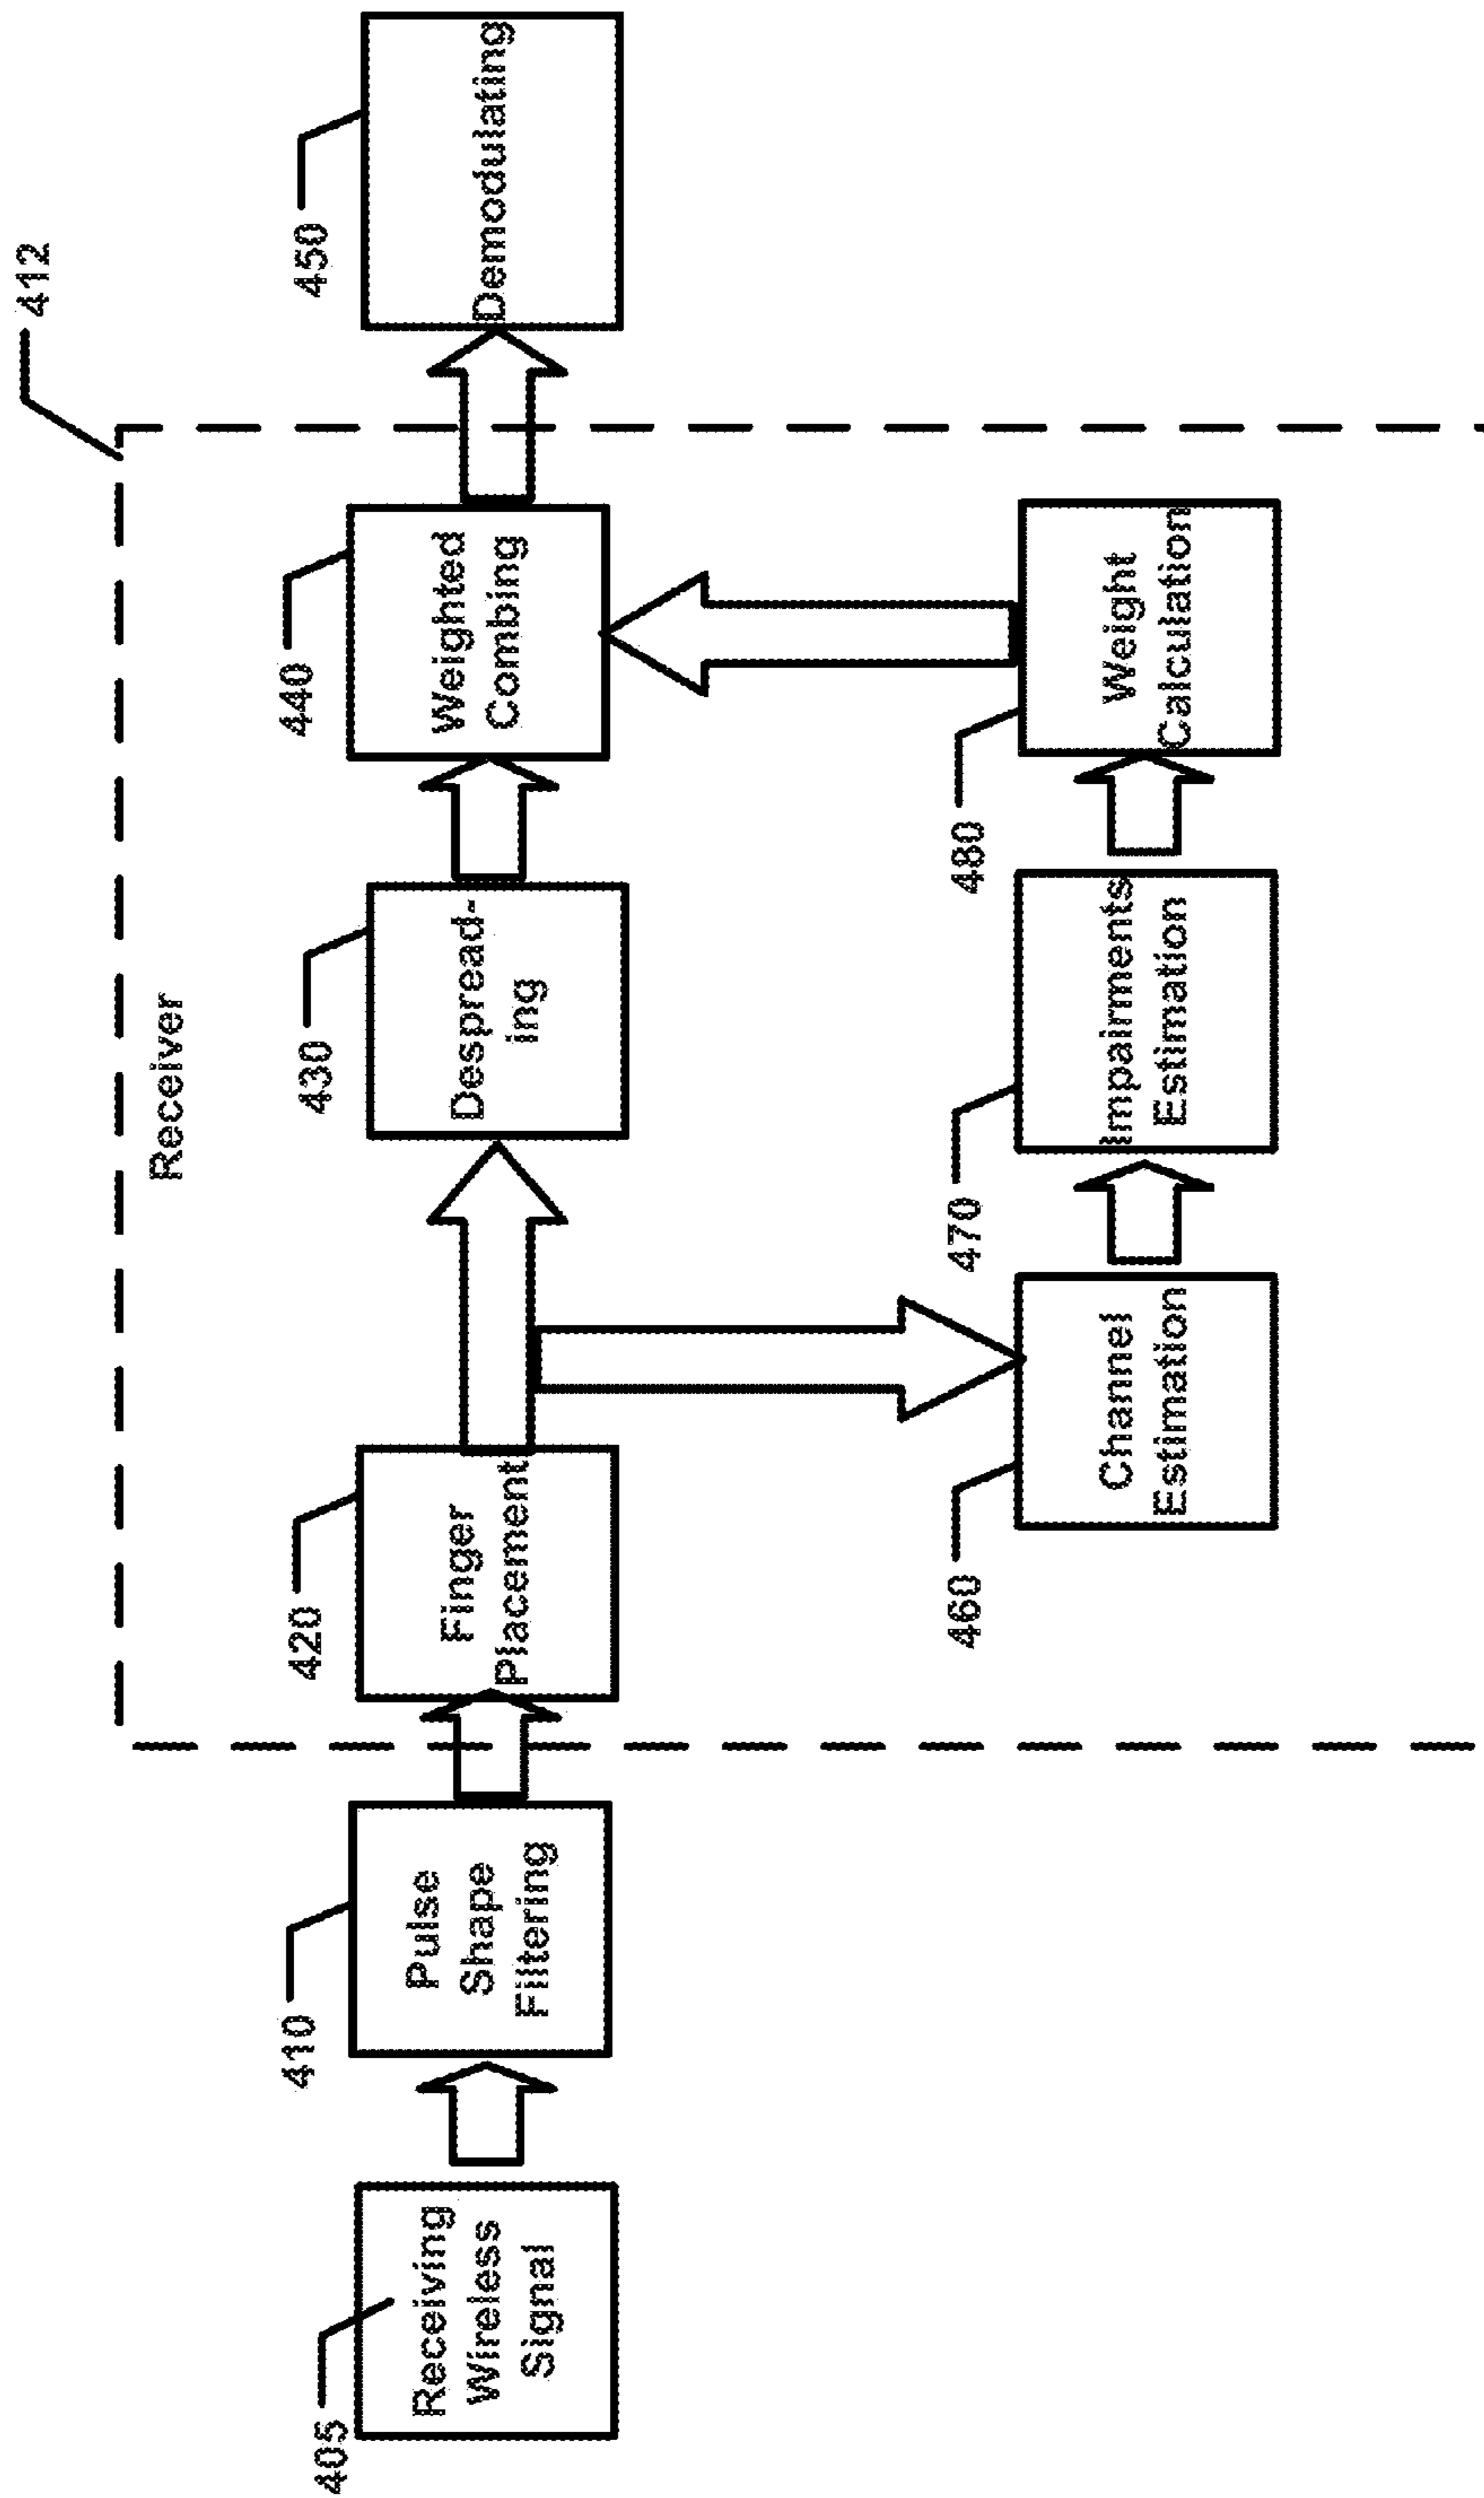 412
Receiver
405
Receiving
Wireless
Signal
410
Pulse
Shape
Filtering
420
Finger
Placement
430
Despread-
ing
440
Weighted
Combing
450
Demodulating
460
Channel
Estimation
470
Impairments
Estimation
480
Weight
Calculation